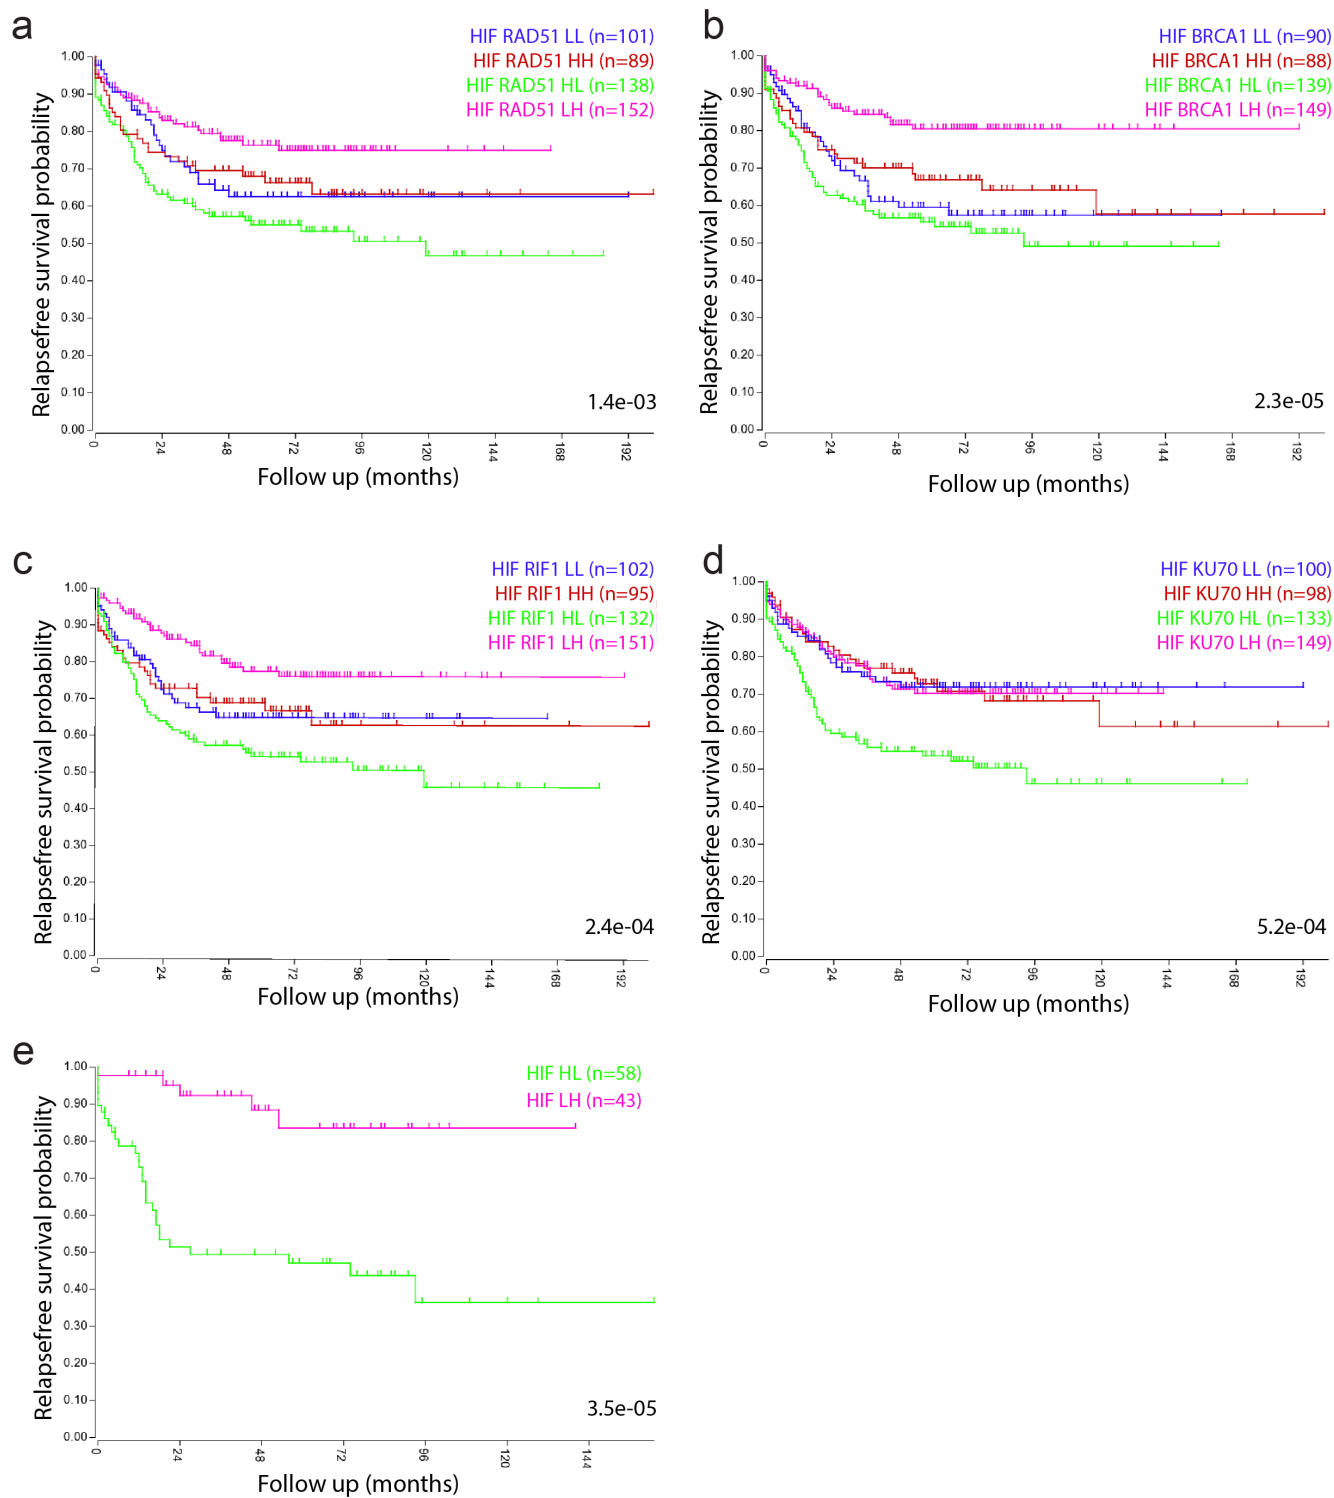 a
HIF RAD51 LL (n=101)
HIF RAD51 HH (n=89)
HIF RAD51 HL (n=138)
HIF RAD51 LH (n=152)
Relapsefree survival probability
1.00
0.90
0.80
0.70
0.60
0.50
0.40
0.30
0.20
0.10
0.00
1.4e-03
0 24 48 72 96 120 144 168 192
Follow up (months)
b
HIF BRCA1 LL (n=90)
HIF BRCA1 HH (n=88)
HIF BRCA1 HL (n=139)
HIF BRCA1 LH (n=149)
Relapsefree survival probability
1.00
0.90
0.80
0.70
0.60
0.50
0.40
0.30
0.20
0.10
0.00
2.3e-05
0 24 48 72 96 120 144 168 192
Follow up (months)
c
HIF RIF1 LL (n=102)
HIF RIF1 HH (n=95)
HIF RIF1 HL (n=132)
HIF RIF1 LH (n=151)
Relapsefree survival probability
1.00
0.90
0.80
0.70
0.60
0.50
0.40
0.30
0.20
0.10
0.00
2.4e-04
0 24 48 72 96 120 144 168 192
Follow up (months)
d
HIF KU70 LL (n=100)
HIF KU70 HH (n=98)
HIF KU70 HL (n=133)
HIF KU70 LH (n=149)
Relapsefree survival probability
1.00
0.90
0.80
0.70
0.60
0.50
0.40
0.30
0.20
0.10
0.00
5.2e-04
0 24 48 72 96 120 144 168 192
Follow up (months)
e
HIF HL (n=58)
HIF LH (n=43)
Relapsefree survival probability
1.00
0.90
0.80
0.70
0.60
0.50
0.40
0.30
0.20
0.10
0.00
3.5e-05
0 24 48 72 96 120 144
Follow up (months)